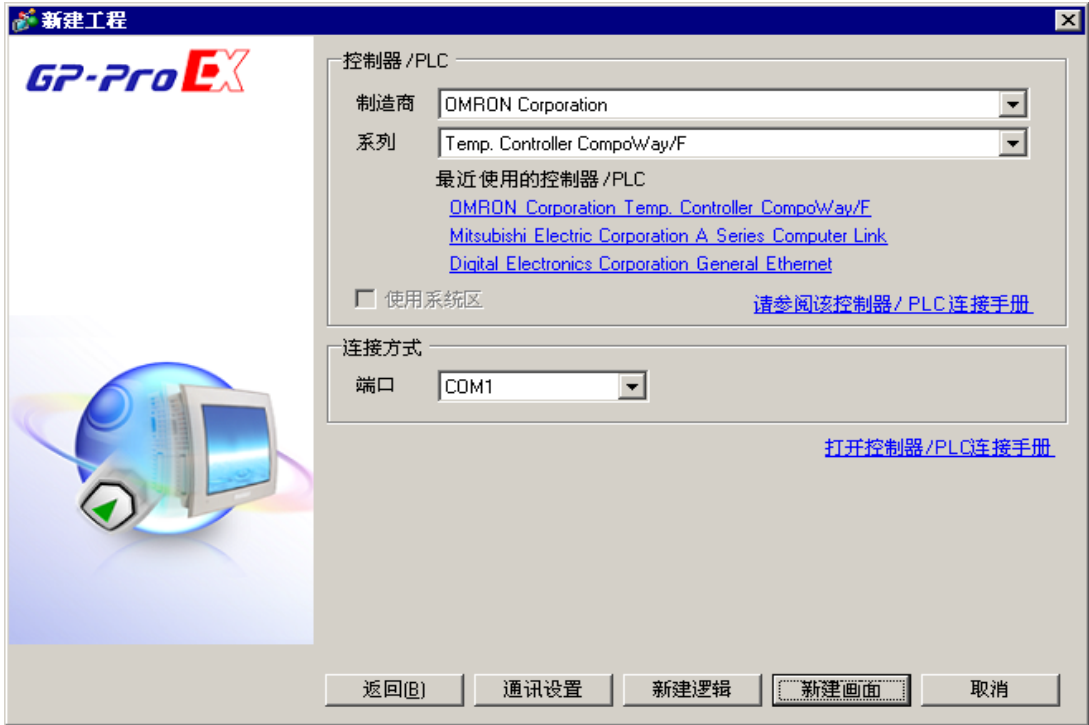 新建工程
GP-Pro EX
控制器/PLC
制造商 OMRON Corporation
系列 Temp. Controller CompoWay/F
最近使用的控制器/PLC
OMRON Corporation Temp. Controller CompoWay/F
Mitsubishi Electric Corporation A Series Computer Link
Digital Electronics Corporation General Ethernet
使用系统区 请参阅该控制器/PLC连接手册
连接方式
端口 COM1
打开控制器/PLC连接手册
返回(B) 通讯设置 新建逻辑 新建画面 取消